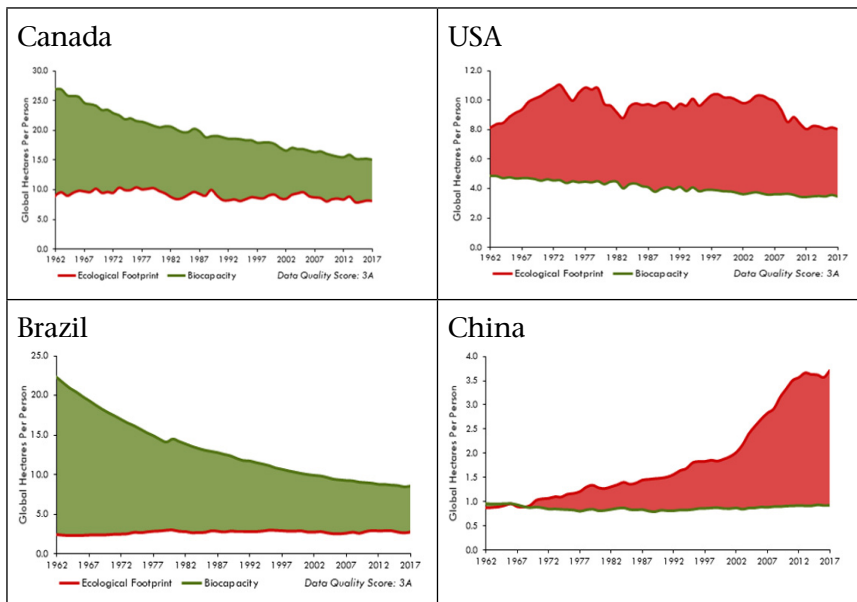 Canada
Global Hectares Per Person
30.0
25.0
20.0
15.0
10.0
5.0
0.0
1962 1967 1972 1977 1982 1987 1992 1997 2002 2007 2012 2017
Ecological Footprint Biocapacity Data Quality Score: 3A
USA
Global Hectares Per Person
12.0
10.0
8.0
6.0
4.0
2.0
0.0
1962 1967 1972 1977 1982 1987 1992 1997 2002 2007 2012 2017
Ecological Footprint Biocapacity Data Quality Score: 3A
Brazil
Global Hectares Per Person
25.0
20.0
15.0
10.0
5.0
0.0
1962 1967 1972 1977 1982 1987 1992 1997 2002 2007 2012 2017
Ecological Footprint Biocapacity Data Quality Score: 3A
China
Global Hectares Per Person
4.0
3.5
3.0
2.5
2.0
1.5
1.0
0.5
0.0
1962 1967 1972 1977 1982 1987 1992 1997 2002 2007 2012 2017